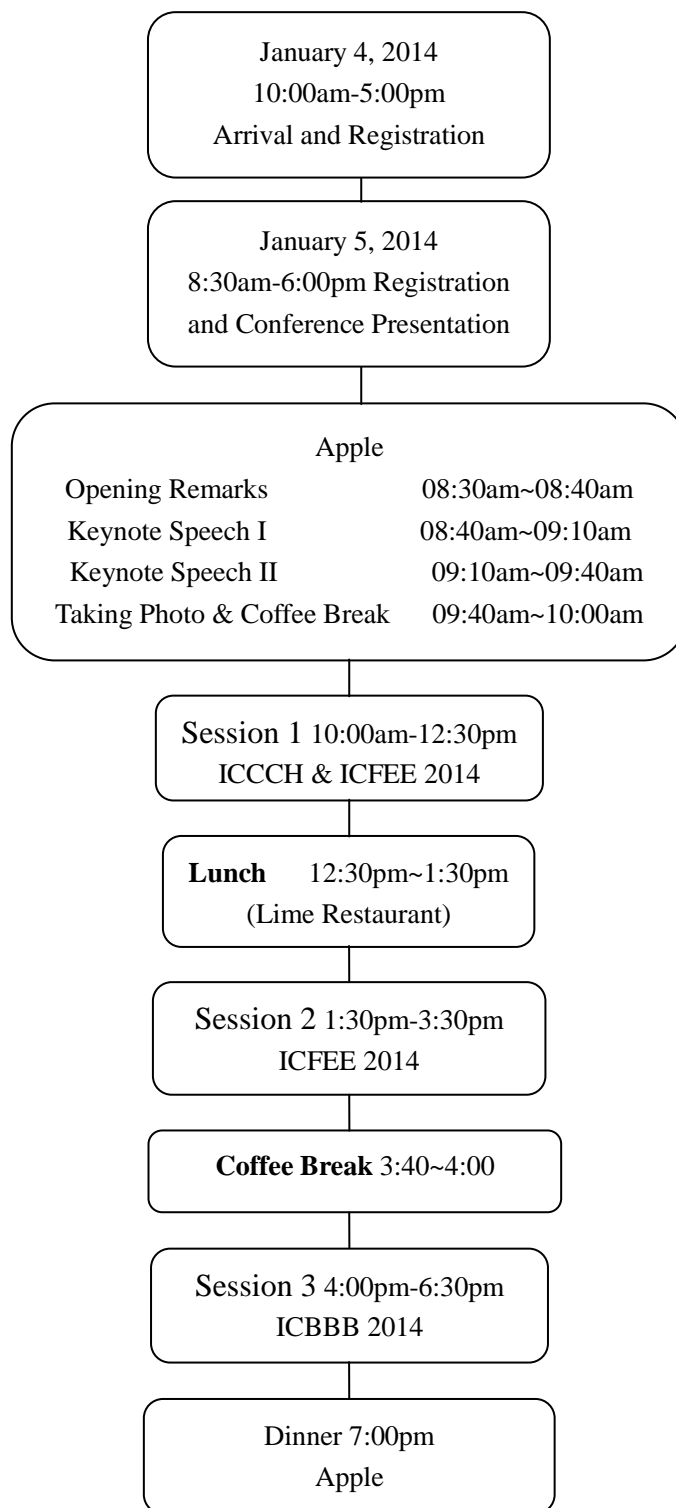 January 4, 2014
10:00am-5:00pm
Arrival and Registration
January 5, 2014
8:30am-6:00pm Registration
and Conference Presentation
Apple
Opening Remarks 08:30am~08:40am
Keynote Speech I 08:40am~09:10am
Keynote Speech II 09:10am~09:40am
Taking Photo & Coffee Break 09:40am~10:00am
Session 1 10:00am-12:30pm
ICCCH & ICFEE 2014
Lunch 12:30pm~1:30pm
(Lime Restaurant)
Session 2 1:30pm-3:30pm
ICFEE 2014
Coffee Break 3:40~4:00
Session 3 4:00pm-6:30pm
ICBBB 2014
Dinner 7:00pm
Apple